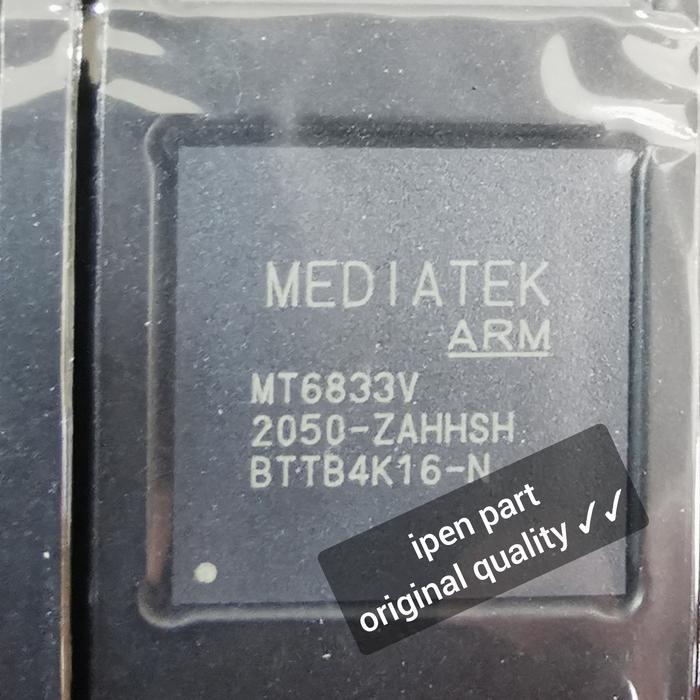 MEDIATEK
ARM
MT6833V
2050-ZAHHSH
BTTB4K16-N
ipen part
original quality ✓✓